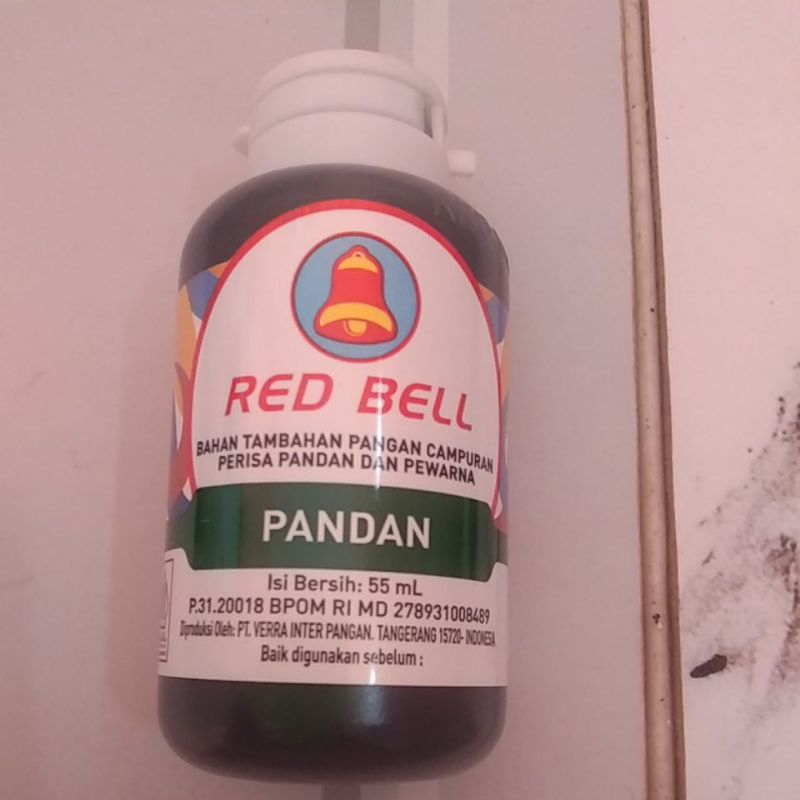 RED BELL
BAHAN TAMBAHAN PANGAN CAMPURAN
PERISA PANDAN DAN PEWARNA
PANDAN
Isi Bersih: 55 mL
P.31.20018 BPOM RI MD 278931008489
Diproduksi Oleh: PT. VERRA INTER PANGAN. TANGERANG 15720- INDONESIA
Baik digunakan sebelum :